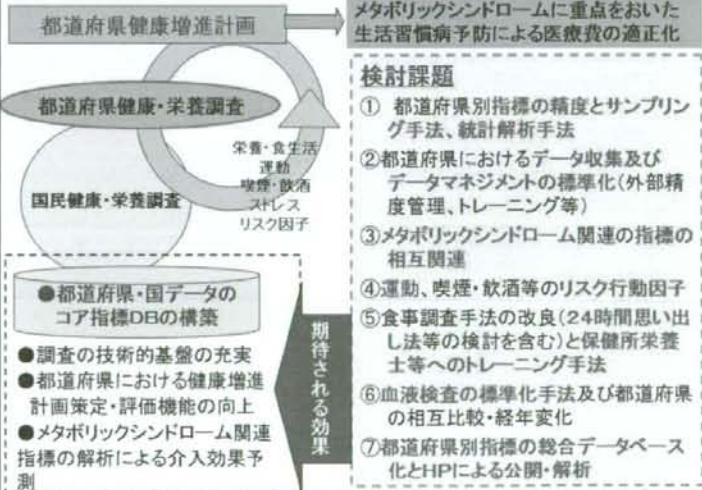 都道府県健康増進計画
メタボリックシンドロームに重点をおいた
生活習慣病予防による医療費の適正化
都道府県健康・栄養調査
栄養・食生活
運動
喫煙・飲酒
ストレス
リスク因子
国民健康・栄養調査
●都道府県・国データの
コア指標DBの構築
●調査の技術的基盤の充実
●都道府県における健康増進
計画策定・評価機能の向上
●メタボリックシンドローム関連
指標の解析による介入効果予
測
期待される効果
検討課題
① 都道府県別指標の精度とサンプリン
グ手法、統計解析手法
②都道府県におけるデータ収集及び
データマネジメントの標準化(外部精
度管理、トレーニング等)
③メタボリックシンドローム関連の指標の
相互関連
④運動、喫煙・飲酒等のリスク行動因子
⑤食事調査手法の改良(24時間思い出
し法等の検討を含む)と保健所栄養
士等へのトレーニング手法
⑥血液検査の標準化手法及び都道府県
の相互比較・経年変化
⑦都道府県別指標の総合データベース
化とHPによる公開・解析